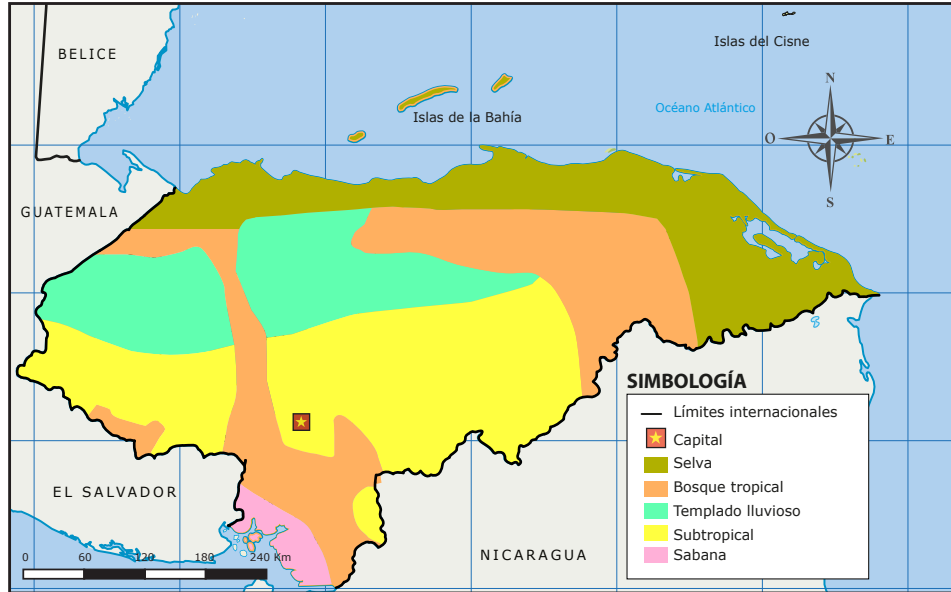 BELICE
Islas del Cisne
Océano Atlántico
Islas de la Bahía
N
O
E
S
GUATEMALA
SIMBOLOGÍA
Límites internacionales
Capital
Selva
Bosque tropical
Templado lluvioso
Subtropical
Sabana
EL SALVADOR
NICARAGUA
0 60 120 180 240 Km